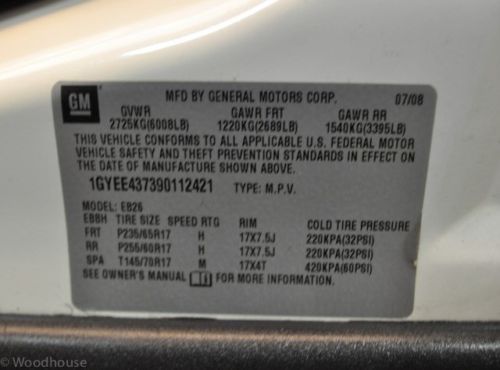 GM
MFD BY GENERAL MOTORS CORP. 07/08
GVWR GAWR FRT GAWR RR
2725KG(6008LB) 1220KG(2689LB) 1540KG(3395LB)
THIS VEHICLE CONFORMS TO ALL APPLICABLE U.S. FEDERAL MOTOR
VEHICLE SAFETY AND THEFT PREVENTION STANDARDS IN EFFECT ON
THE DATE OF MANUFACTURE SHOWN ABOVE.
1GYEE437390112421 TYPE: M.P.V.
MODEL: EB26
EBBH TIRE SIZE SPEED RTG RIM COLD TIRE PRESSURE
FRT P235/65R17 H 17X7.5J 220KPA(32PSI)
RR P255/60R17 H 17X7.5J 220KPA(32PSI)
SPA T145/70R17 M 17X4T 420KPA(60PSI)
SEE OWNER'S MANUAL FOR MORE INFORMATION.
© Woodhouse